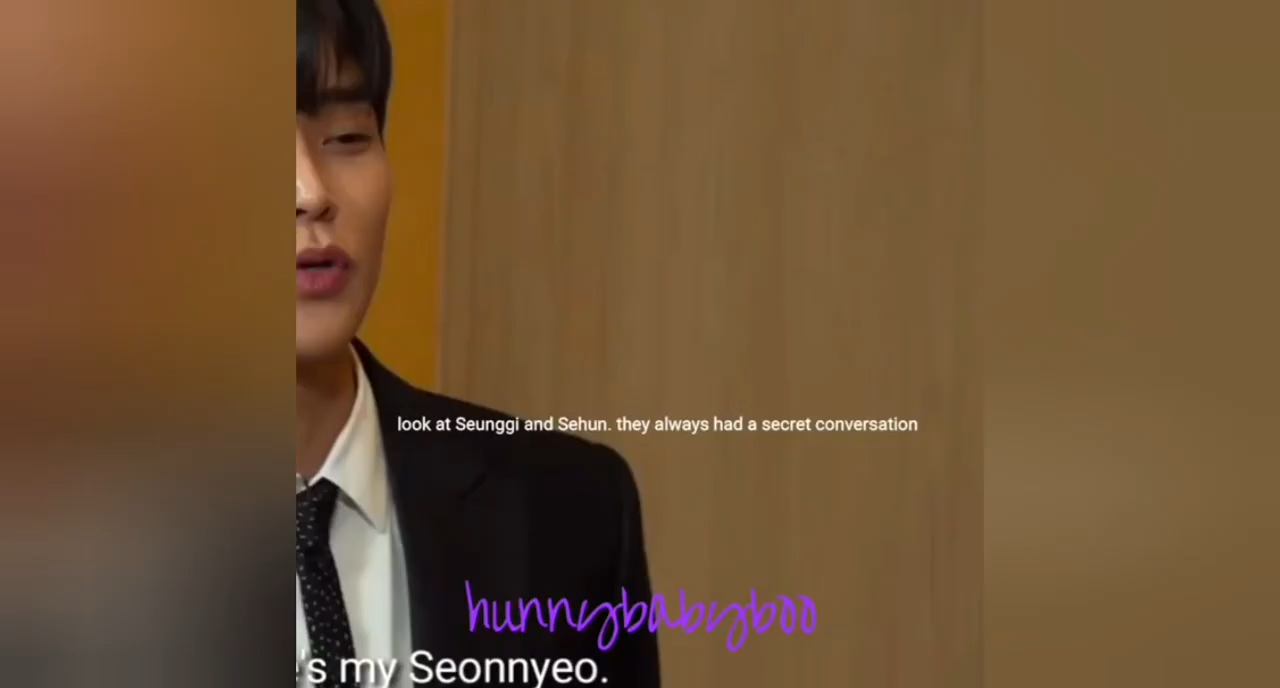 look at Seunggi and Sehun. they always had a secret conversation
hunnybabyboo
's my Seonnyeo.